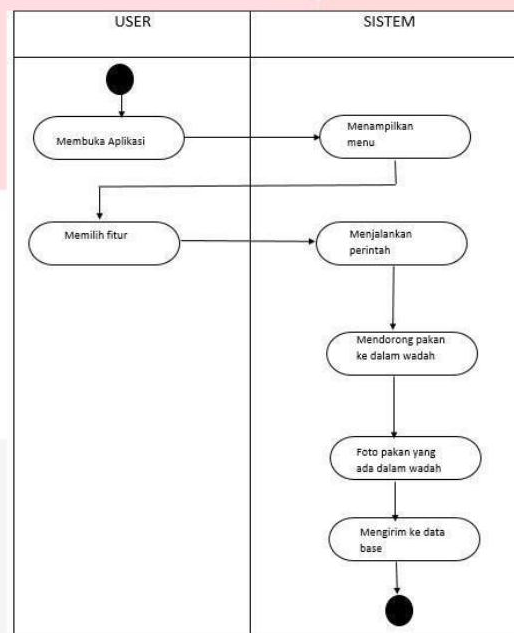 USER
SISTEM
Membuka Aplikasi
Menampilkan
menu
Memilih fitur
Menjalankan
perintah
Mendorong pakan
ke dalam wadah
Foto pakan yang
ada dalam wadah
Mengirim ke data
base